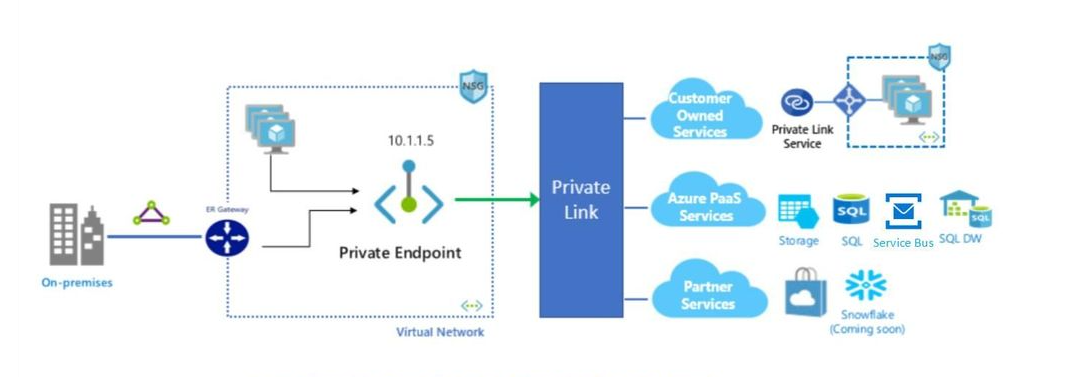 NSG
10.1.1.5
ER Gateway
Private Endpoint
On-premises
Virtual Network
Private
Link
Customer
Owned
Services
Private Link
Service
NSG
Azure PaaS
Services
Storage
SQL
SQL
Service Bus
SQL
SQL DW
Partner
Services
Snowflake
(Coming soon)